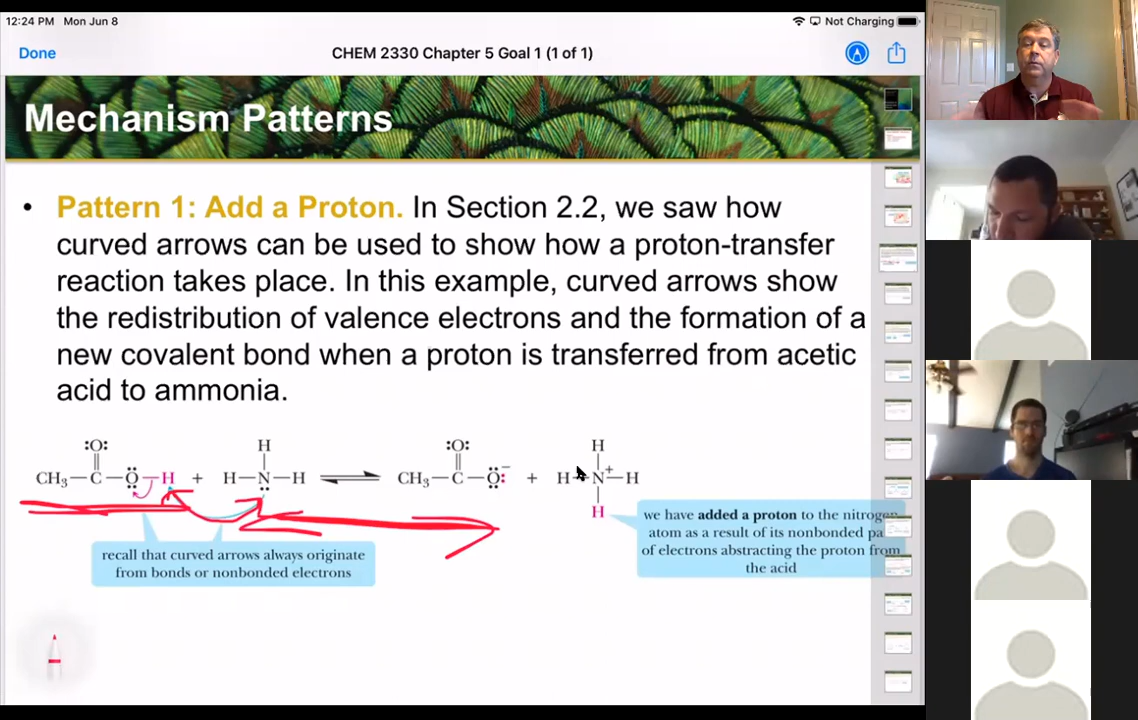 12:24 PM Mon Jun 8
Not Charging
Done
CHEM 2330 Chapter 5 Goal 1 (1 of 1)
Mechanism Patterns
• Pattern 1: Add a Proton. In Section 2.2, we saw how
curved arrows can be used to show how a proton-transfer
reaction takes place. In this example, curved arrows show
the redistribution of valence electrons and the formation of a
new covalent bond when a proton is transferred from acetic
acid to ammonia.
:O: H :O: H
CH₃—C—O—H + H—N—H CH₃—C—O:⁻ + H—N⁺—H
H
recall that curved arrows always originate
from bonds or nonbonded electrons
we have added a proton to the nitrogen
atom as a result of its nonbonded pa
of electrons abstracting the proton from
the acid